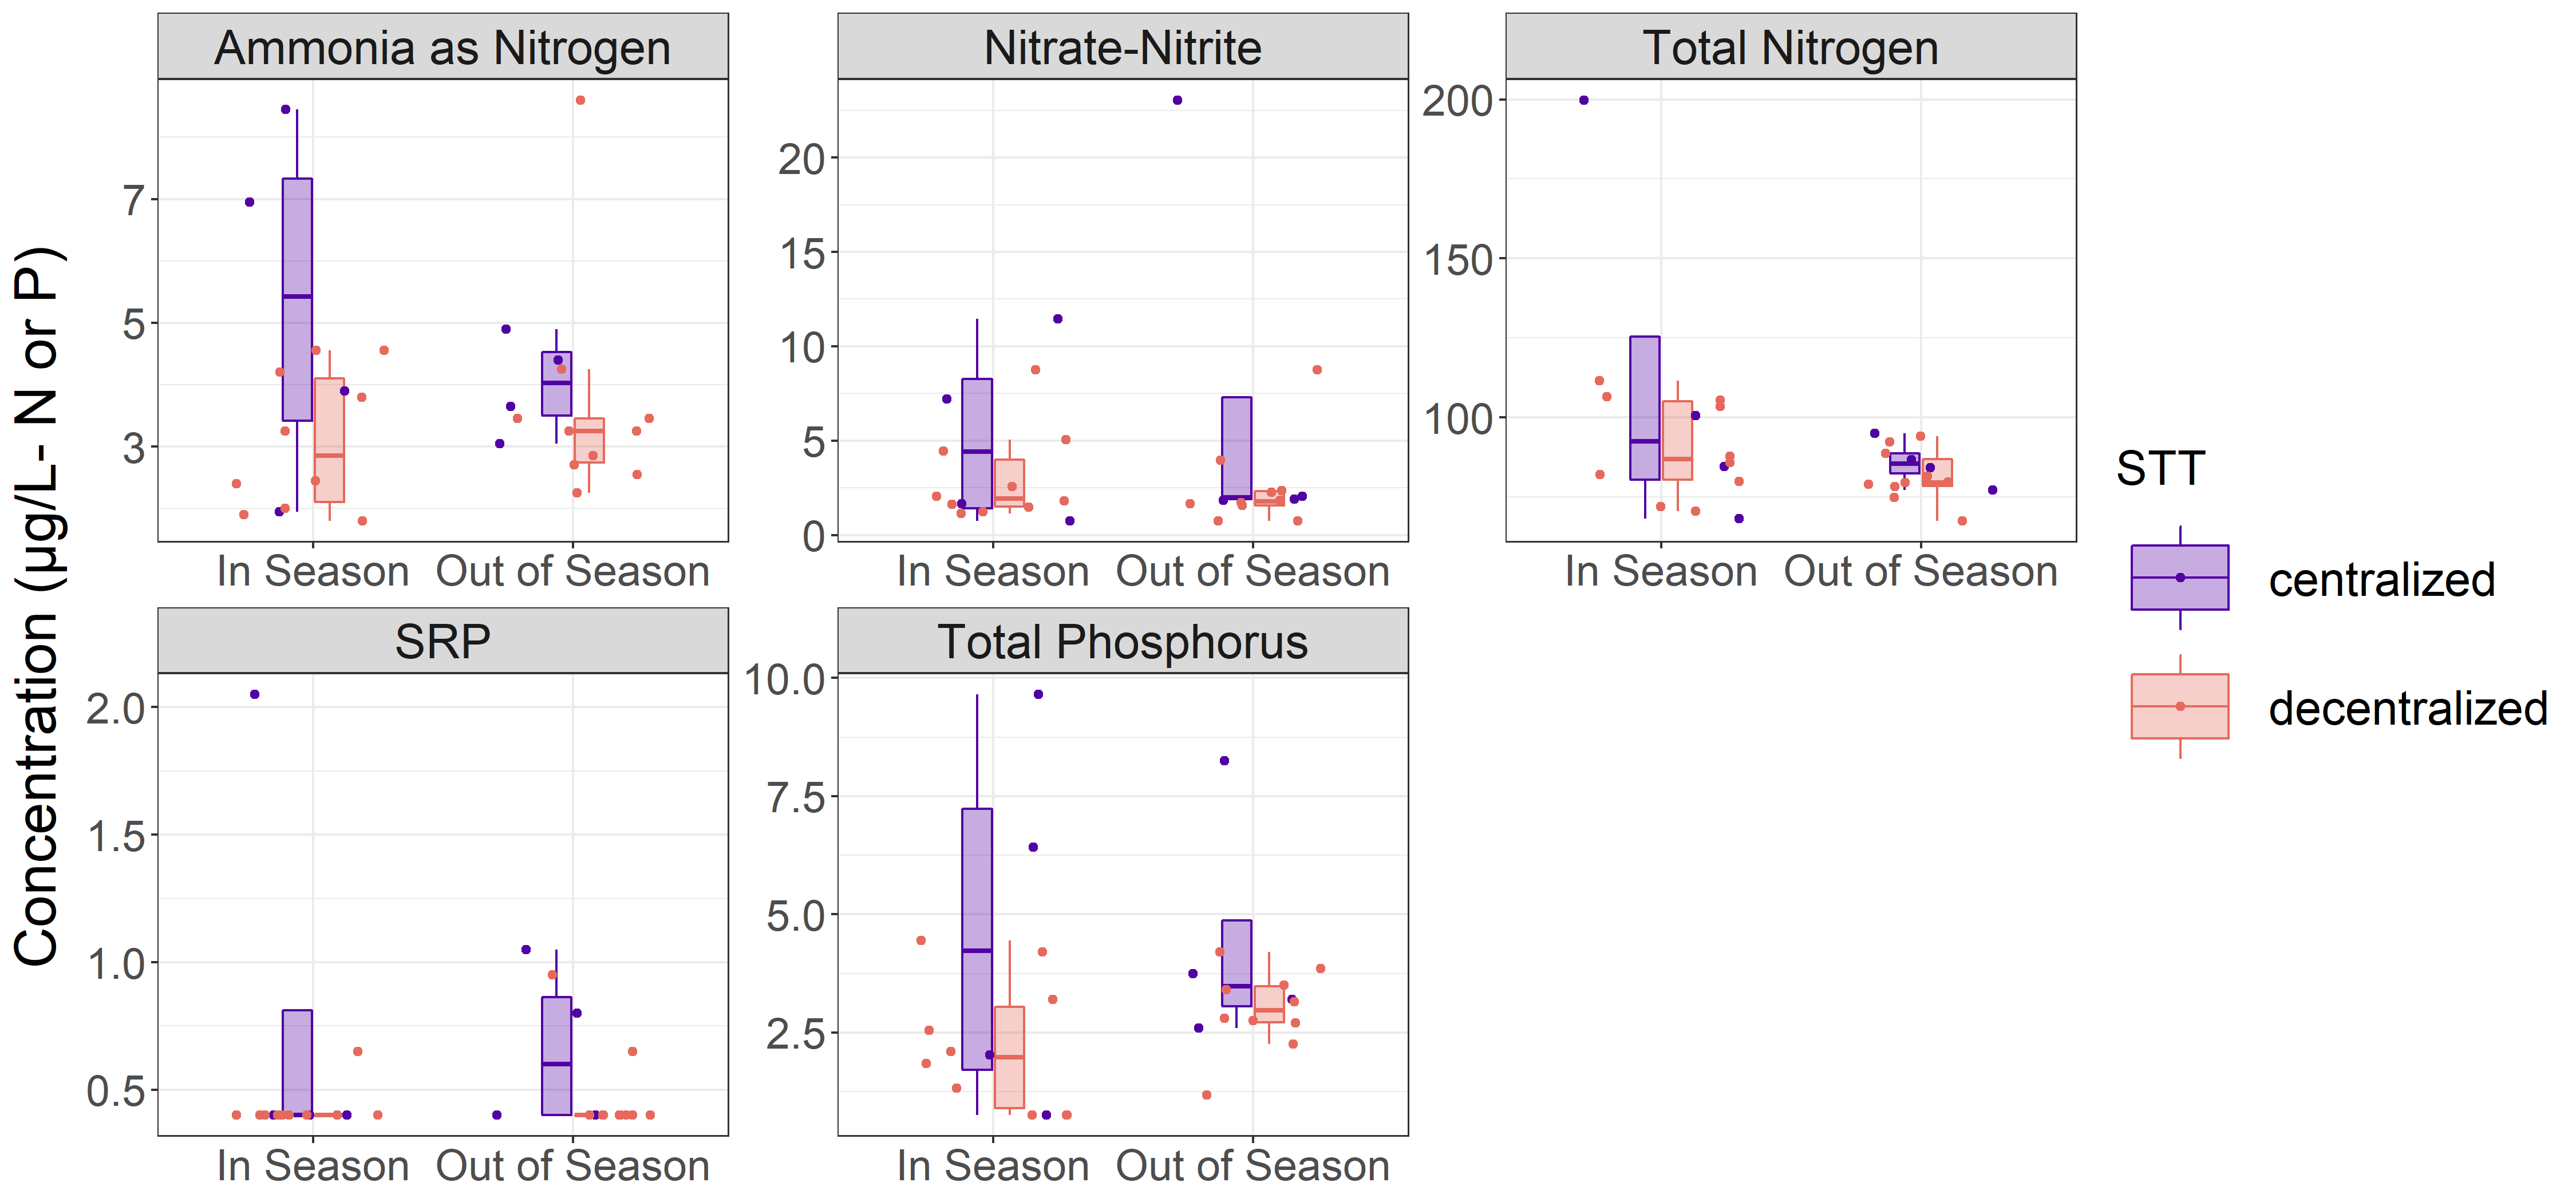 Concentration (µg/L- N or P)
Ammonia as Nitrogen
7
5
3
In Season Out of Season
Nitrate-Nitrite
20
15
10
5
0
In Season Out of Season
Total Nitrogen
200
150
100
In Season Out of Season
SRP
2.0
1.5
1.0
0.5
In Season Out of Season
Total Phosphorus
10.0
7.5
5.0
2.5
In Season Out of Season
STT
centralized
decentralized